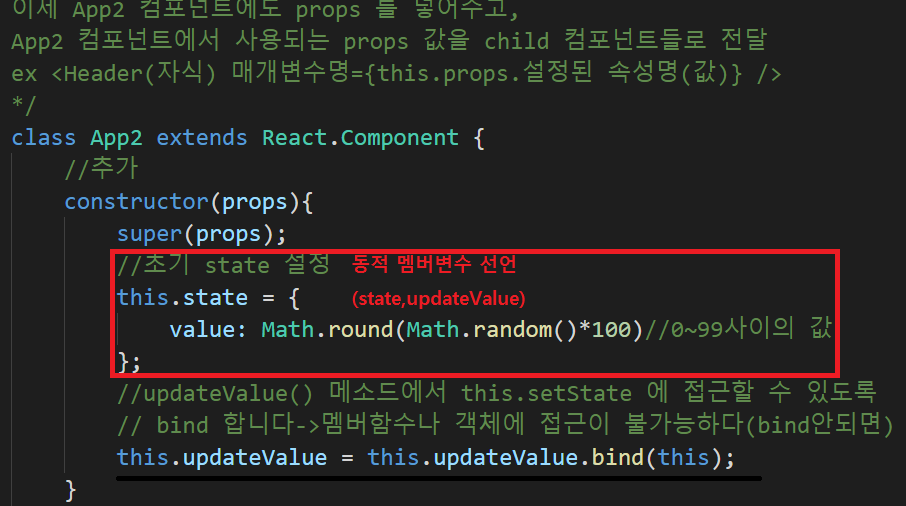 이제 App2 컴포넌트에도 props 를 넣어주고,
App2 컴포넌트에서 사용되는 props 값을 child 컴포넌트들로 전달
ex <Header(자식) 매개변수명={this.props.설정된 속성명(값)} />
*/
class App2 extends React.Component {
//추가
constructor(props){
super(props);
//초기 state 설정 동적 멤버변수 선언
this.state = { (state,updateValue)
value: Math.round(Math.random()*100)//0~99사이의 값
};
//updateValue() 메소드에서 this.setState 에 접근할 수 있도록
// bind 합니다->멤버함수나 객체에 접근이 불가능하다(bind안되면)
this.updateValue = this.updateValue.bind(this);
}